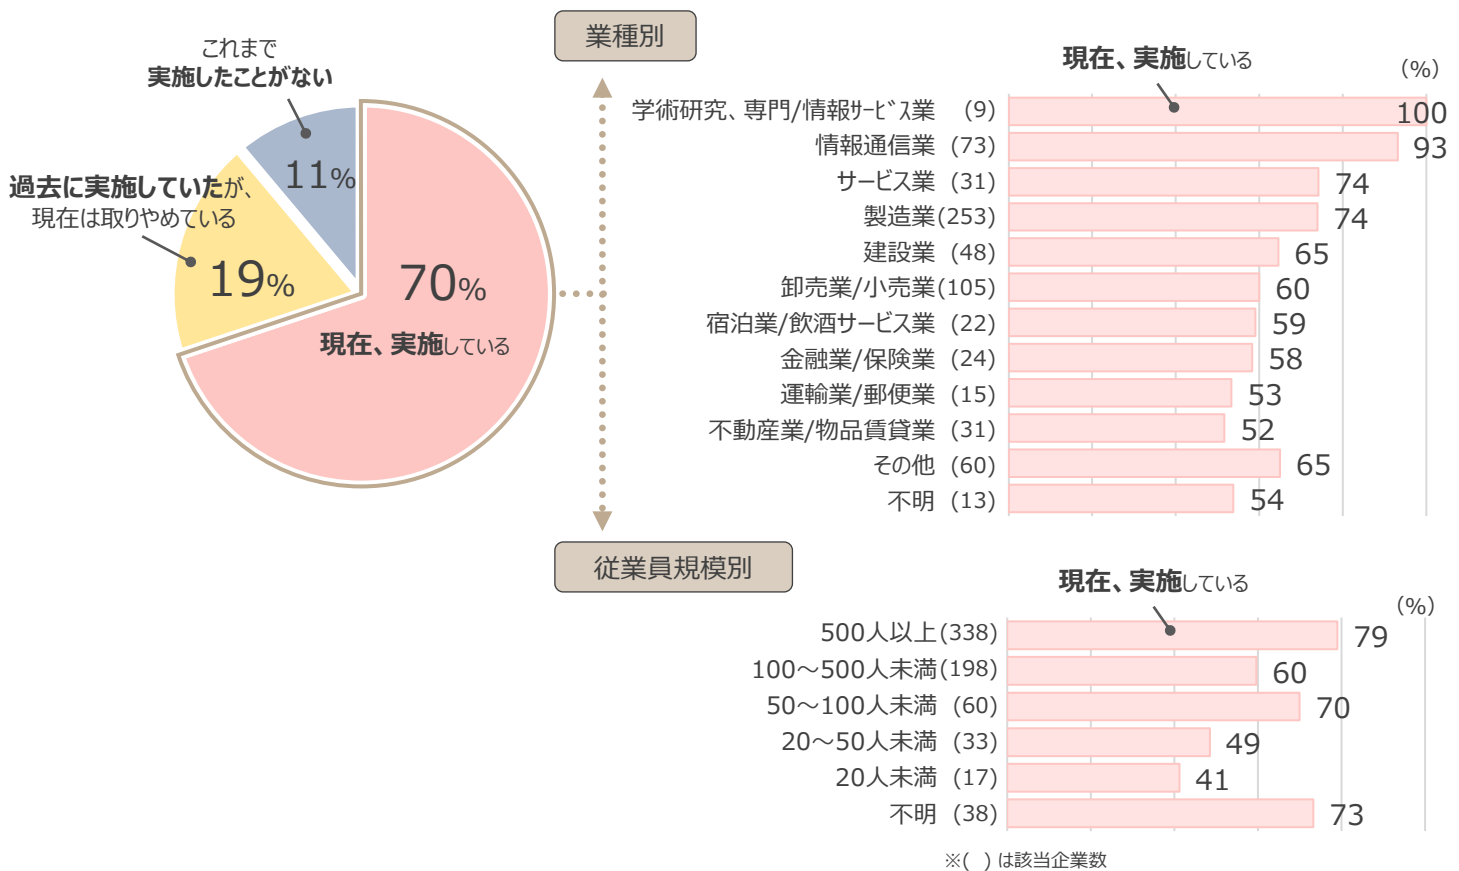 これまで
実施したことがない
11%
過去に実施していたが、
現在は取りやめている
19%
70%
現在、実施している
業種別
現在、実施している
(%)
学術研究、専門/情報サービス業 (9) 100
情報通信業 (73) 93
サービス業 (31) 74
製造業(253) 74
建設業 (48) 65
卸売業/小売業(105) 60
宿泊業/飲酒サービス業 (22) 59
金融業/保険業 (24) 58
運輸業/郵便業 (15) 53
不動産業/物品賃貸業 (31) 52
その他 (60) 65
不明 (13) 54
従業員規模別
現在、実施している
(%)
500人以上(338) 79
100～500人未満(198) 60
50～100人未満 (60) 70
20～50人未満 (33) 49
20人未満 (17) 41
不明 (38) 73
※( ) は該当企業数